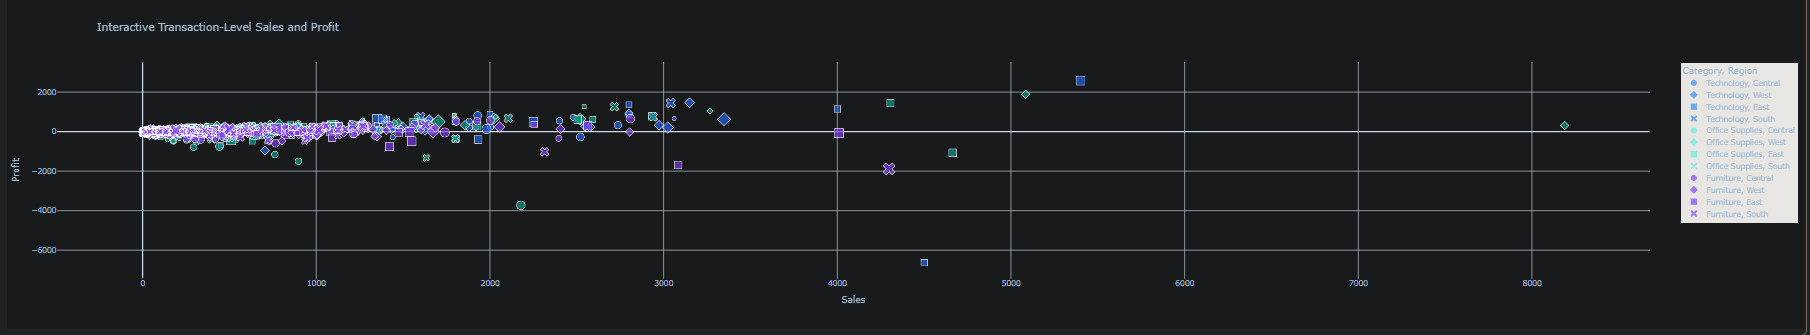 Interactive Transaction-Level Sales and Profit
Category, Region
Technology, Central
Technology, West
Technology, East
Technology, South
Office Supplies, Central
Office Supplies, West
Office Supplies, East
Office Supplies, South
Furniture, Central
Furniture, West
Furniture, East
Furniture, South
Profit
2000
0
−2000
−4000
−6000
0 1000 2000 3000 4000 5000 6000 7000 8000
Sales